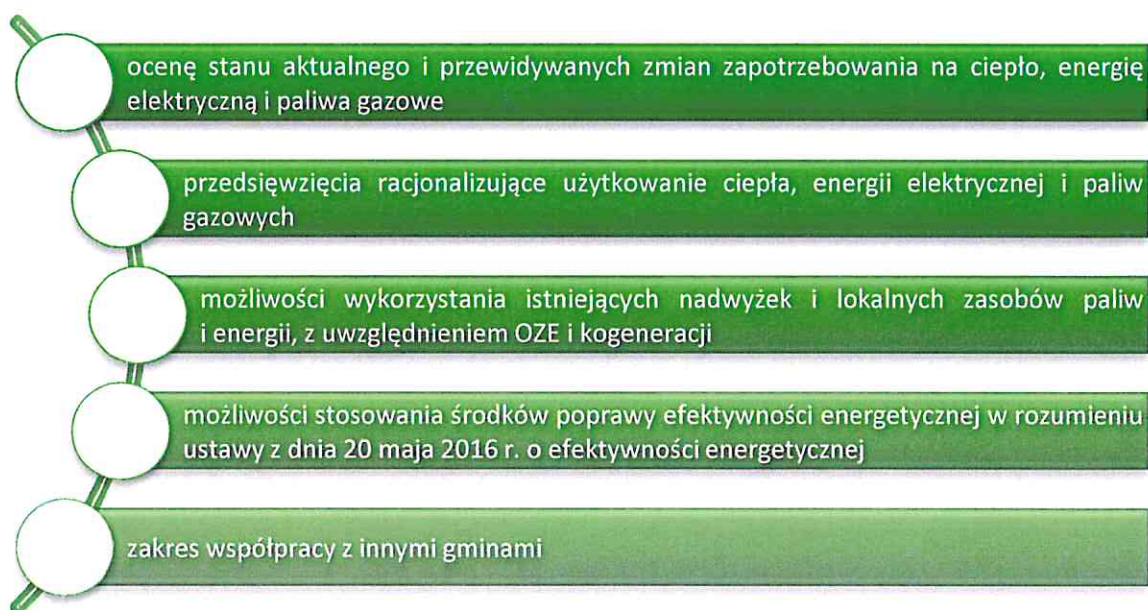 ocenę stanu aktualnego i przewidywanych zmian zapotrzebowania na ciepło, energię
elektryczną i paliwa gazowe
przedsięwzięcia racjonalizujące użytkowanie ciepła, energii elektrycznej i paliw
gazowych
możliwości wykorzystania istniejących nadwyżek i lokalnych zasobów paliw
i energii, z uwzględnieniem OZE i kogeneracji
możliwości stosowania środków poprawy efektywności energetycznej w rozumieniu
ustawy z dnia 20 maja 2016 r. o efektywności energetycznej
zakres współpracy z innymi gminami